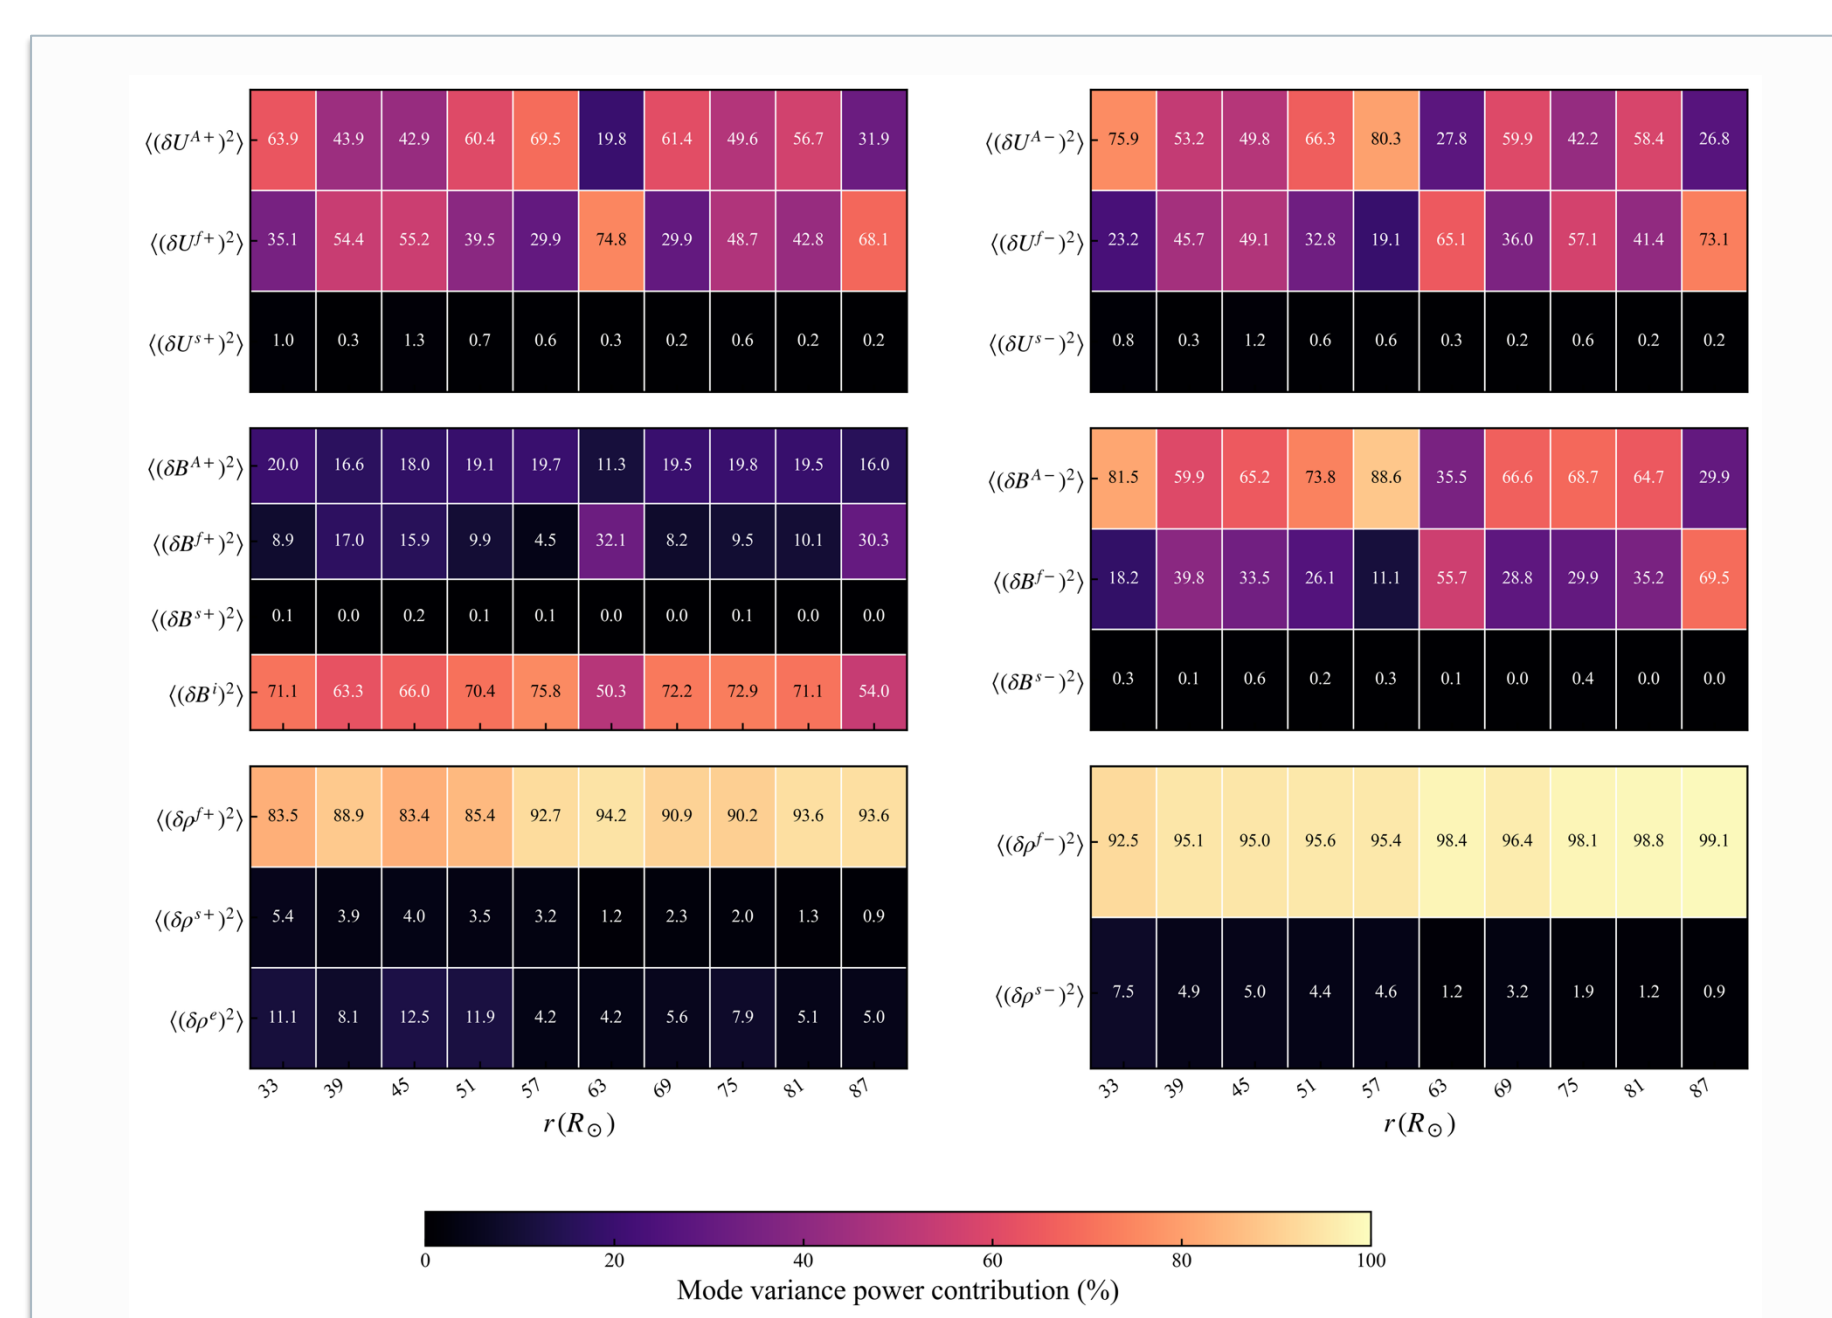 ⟨(δU^{A+})²⟩ 63.9 43.9 42.9 60.4 69.5 19.8 61.4 49.6 56.7 31.9
⟨(δU^{f+})²⟩ 35.1 54.4 55.2 39.5 29.9 74.8 29.9 48.7 42.8 68.1
⟨(δU^{s+})²⟩ 1.0 0.3 1.3 0.7 0.6 0.3 0.2 0.6 0.2 0.2
⟨(δU^{A−})²⟩ 75.9 53.2 49.8 66.3 80.3 27.8 59.9 42.2 58.4 26.8
⟨(δU^{f−})²⟩ 23.2 45.7 49.1 32.8 19.1 65.1 36.0 57.1 41.4 73.1
⟨(δU^{s−})²⟩ 0.8 0.3 1.2 0.6 0.6 0.3 0.2 0.6 0.2 0.2
⟨(δB^{A+})²⟩ 20.0 16.6 18.0 19.1 19.7 11.3 19.5 19.8 19.5 16.0
⟨(δB^{f+})²⟩ 8.9 17.0 15.9 9.9 4.5 32.1 8.2 9.5 10.1 30.3
⟨(δB^{s+})²⟩ 0.1 0.0 0.2 0.1 0.1 0.0 0.0 0.1 0.0 0.0
⟨(δB^{i})²⟩ 71.1 63.3 66.0 70.4 75.8 50.3 72.2 72.9 71.1 54.0
⟨(δB^{A−})²⟩ 81.5 59.9 65.2 73.8 88.6 35.5 66.6 68.7 64.7 29.9
⟨(δB^{f−})²⟩ 18.2 39.8 33.5 26.1 11.1 55.7 28.8 29.9 35.2 69.5
⟨(δB^{s−})²⟩ 0.3 0.1 0.6 0.2 0.3 0.1 0.0 0.4 0.0 0.0
⟨(δρ^{f+})²⟩ 83.5 88.9 83.4 85.4 92.7 94.2 90.9 90.2 93.6 93.6
⟨(δρ^{s+})²⟩ 5.4 3.9 4.0 3.5 3.2 1.2 2.3 2.0 1.3 0.9
⟨(δρ^{e})²⟩ 11.1 8.1 12.5 11.9 4.2 4.2 5.6 7.9 5.1 5.0
33 39 45 51 57 63 69 75 81 87
r(R⊙)
⟨(δρ^{f−})²⟩ 92.5 95.1 95.0 95.6 95.4 98.4 96.4 98.1 98.8 99.1
⟨(δρ^{s−})²⟩ 7.5 4.9 5.0 4.4 4.6 1.2 3.2 1.9 1.2 0.9
33 39 45 51 57 63 69 75 81 87
r(R⊙)
0 20 40 60 80 100
Mode variance power contribution (%)